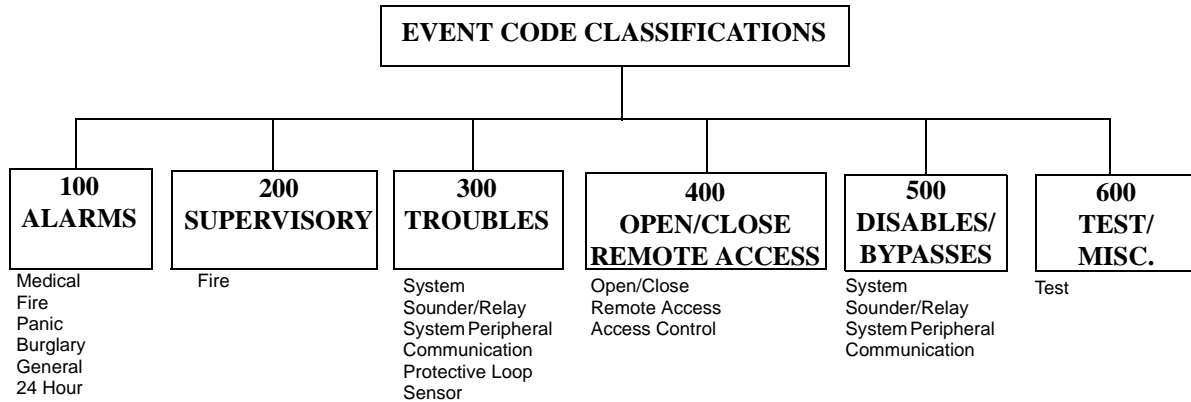 EVENT CODE CLASSIFICATIONS
100
ALARMS
Medical
Fire
Panic
Burglary
General
24 Hour
200
SUPERVISORY
Fire
300
TROUBLES
System
Sounder/Relay
System Peripheral
Communication
Protective Loop
Sensor
400
OPEN/CLOSE
REMOTE ACCESS
Open/Close
Remote Access
Access Control
500
DISABLES/
BYPASSES
System
Sounder/Relay
System Peripheral
Communication
600
TEST/
MISC.
Test